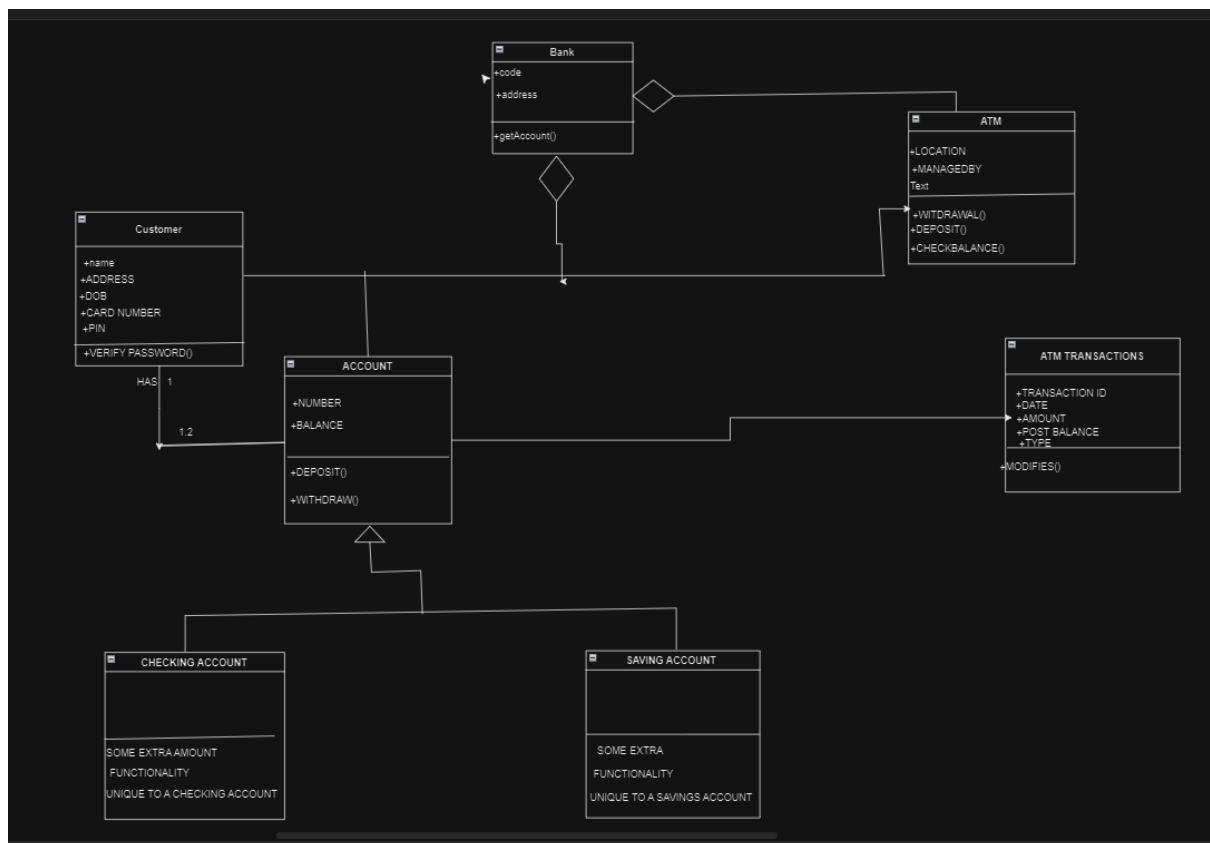 Bank
+code
+address
+getAccount()
ATM
+LOCATION
+MANAGEDBY
Text
+WITDRAWAL()
+DEPOSIT()
+CHECKBALANCE()
Customer
+name
+ADDRESS
+DOB
+CARD NUMBER
+PIN
+VERIFY PASSWORD()
HAS 1
1.2
ACCOUNT
+NUMBER
+BALANCE
+DEPOSIT()
+WITHDRAW()
ATM TRANSACTIONS
+TRANSACTION ID
+DATE
+AMOUNT
+POST BALANCE
+TYPE
+MODIFIES()
CHECKING ACCOUNT
SOME EXTRA AMOUNT
FUNCTIONALITY
UNIQUE TO A CHECKING ACCOUNT
SAVING ACCOUNT
SOME EXTRA
FUNCTIONALITY
UNIQUE TO A SAVINGS ACCOUNT